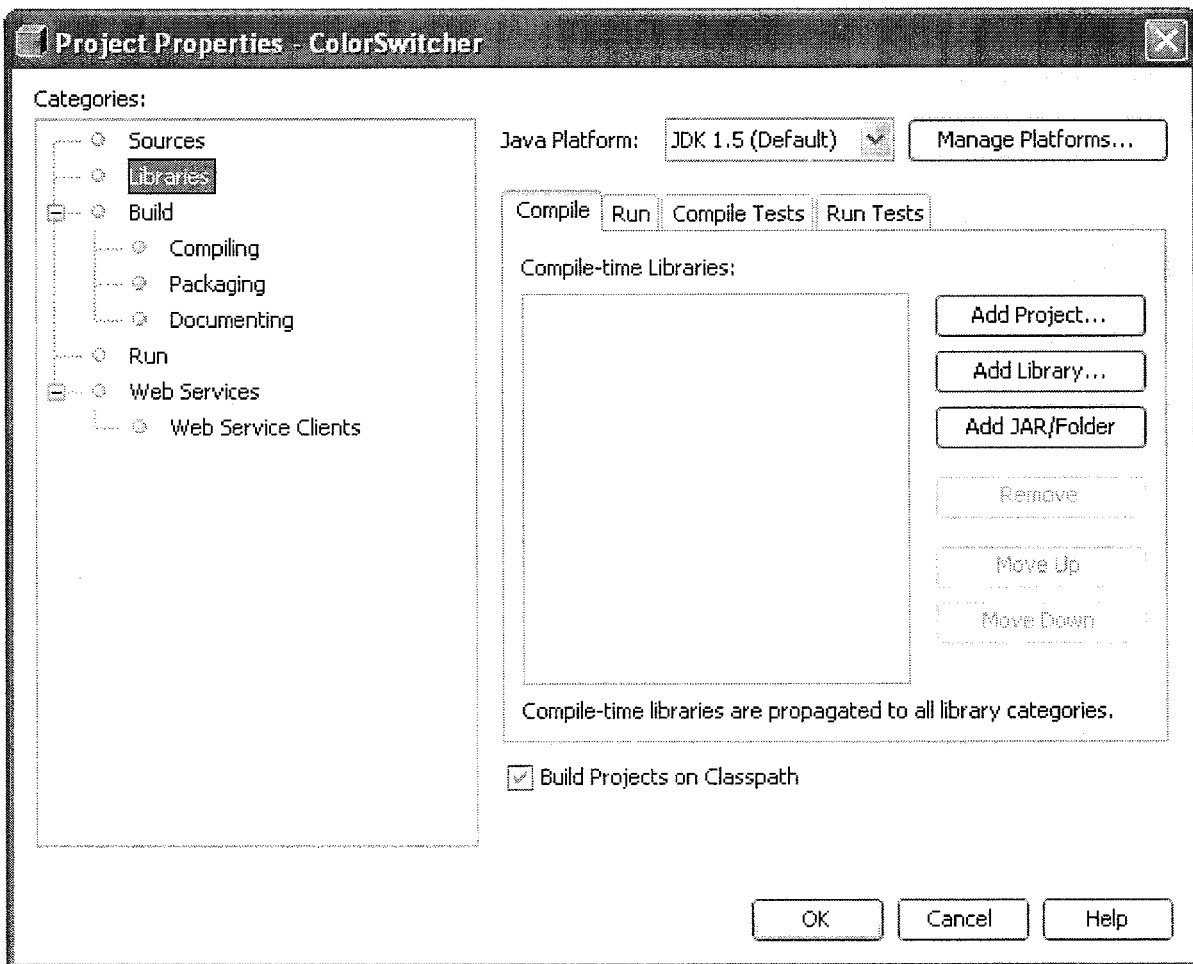 Project Properties - ColorSwitcher
Categories:
Sources
Libraries
Build
Compiling
Packaging
Documenting
Run
Web Services
Web Service Clients
Java Platform: JDK 1.5 (Default) Manage Platforms...
Compile Run Compile Tests Run Tests
Compile-time Libraries:
Add Project...
Add Library...
Add JAR/Folder
Remove
Move Up
Move Down
Compile-time libraries are propagated to all library categories.
Build Projects on Classpath
OK Cancel Help